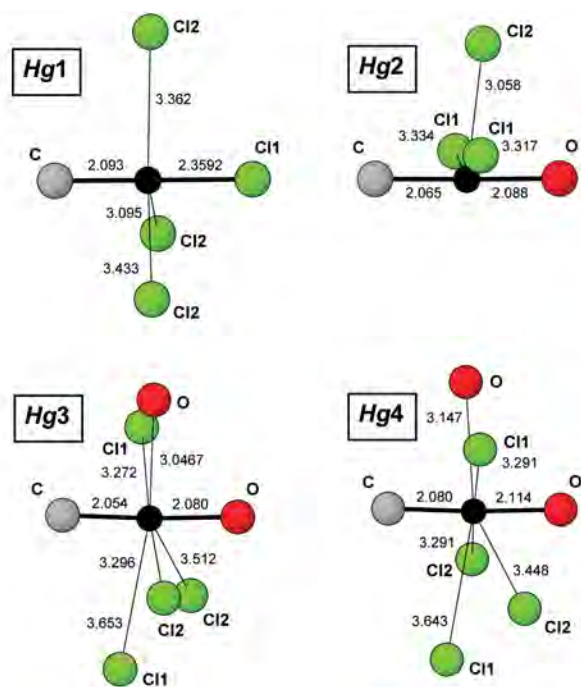 Hg1
Cl2
3.362
C
2.093
2.3592
Cl1
3.095
Cl2
3.433
Cl2
Hg2
Cl2
3.058
Cl1
Cl1
3.334
3.317
C
O
2.065
2.088
Hg3
O
Cl1
3.272
3.0467
C
2.054
2.080
O
3.296
3.512
Cl2
Cl2
3.653
Cl1
Hg4
O
3.147
Cl1
3.291
C
2.080
2.114
O
3.291
Cl2
3.448
Cl2
3.643
Cl1